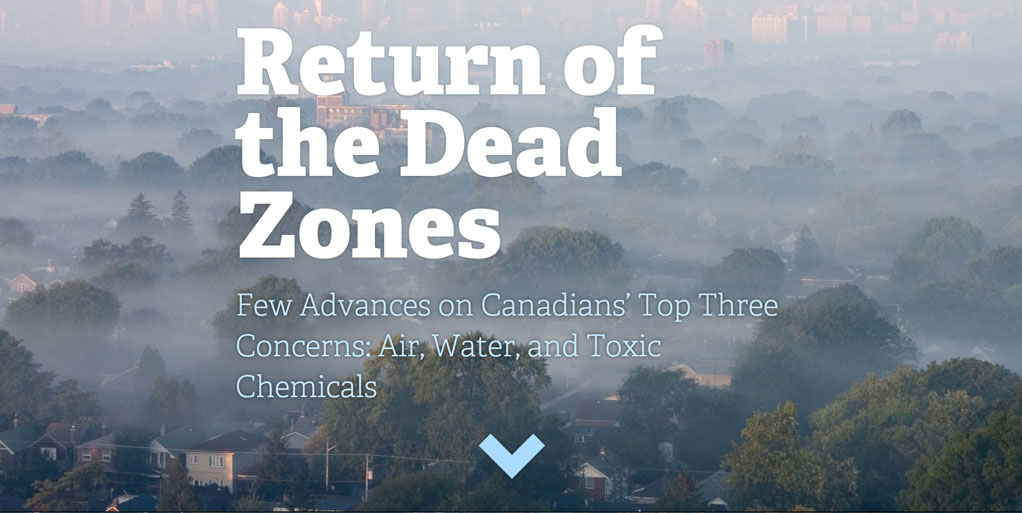 Return of
the Dead
Zones
Few Advances on Canadians’ Top Three
Concerns: Air, Water, and Toxic
Chemicals